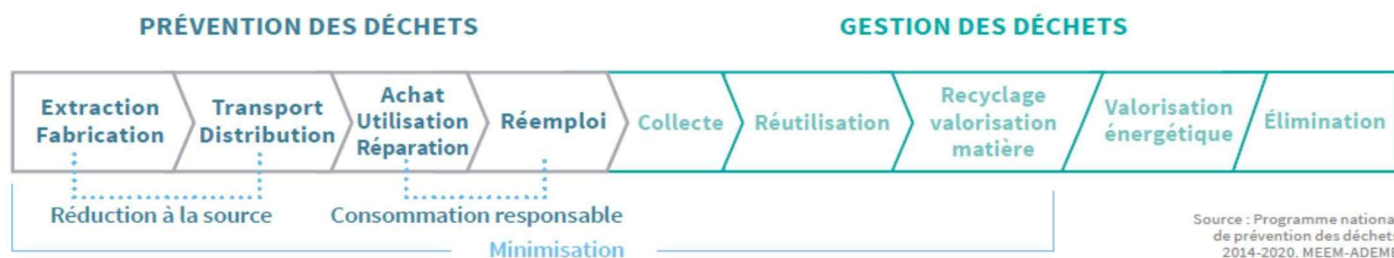 PRÉVENTION DES DÉCHETS
GESTION DES DÉCHETS
Extraction
Fabrication
Transport
Distribution
Achat
Utilisation
Réparation
Réemploi
Collecte
Réutilisation
Recyclage
valorisation
matière
Valorisation
énergétique
Élimination
Réduction à la source
Consommation responsable
Minimisation
Source : Programme national
de prévention des déchets
2014-2020. MEEM-ADEME